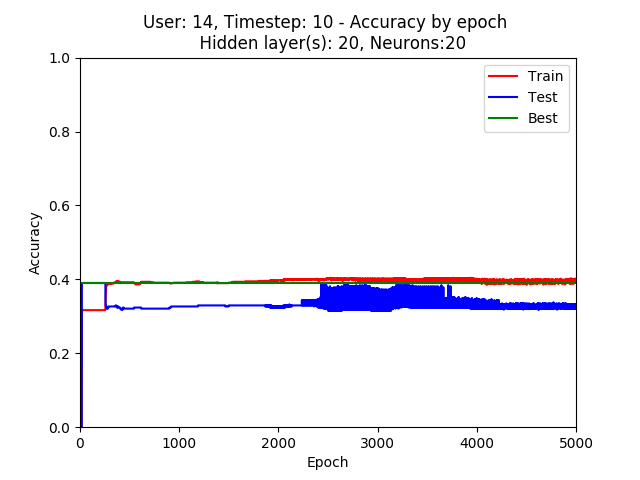 User: 14, Timestep: 10 - Accuracy by epoch
Hidden layer(s): 20, Neurons:20
Train
Test
Best
Accuracy
1.0
0.8
0.6
0.4
0.2
0.0
0 1000 2000 3000 4000 5000
Epoch